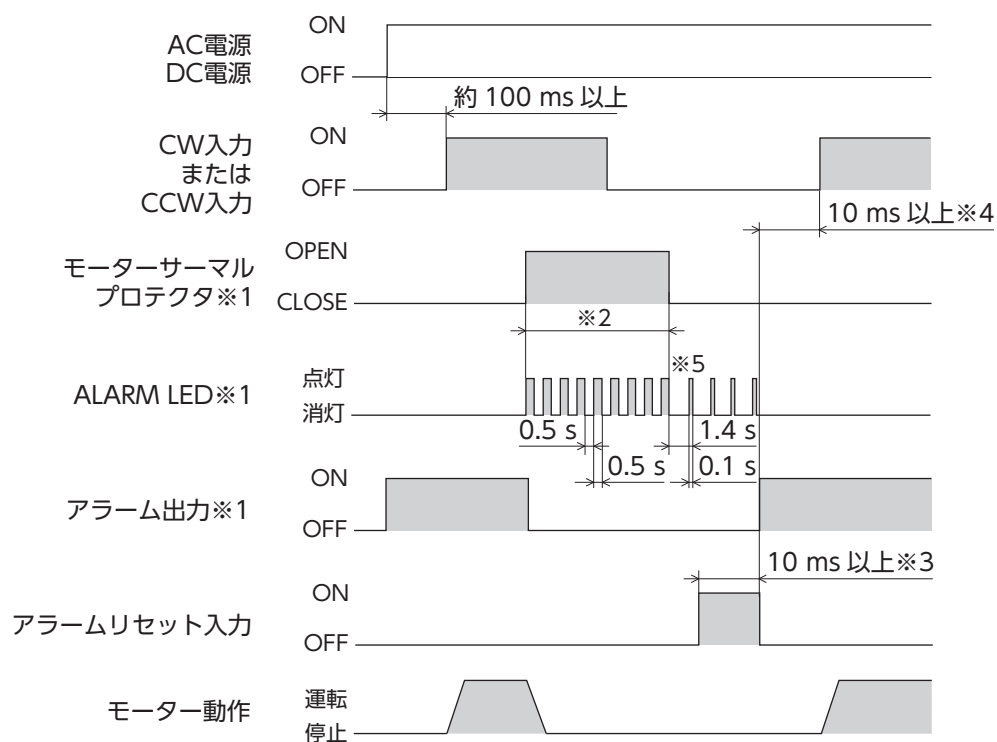 AC電源
DC電源
ON
OFF
約 100 ms 以上
CW入力
または
CCW入力
ON
OFF
10 ms 以上※4
モーターサーマル
プロテクタ※1
OPEN
CLOSE
※2
ALARM LED※1
点灯
消灯
※5
0.5 s
1.4 s
0.5 s
0.1 s
アラーム出力※1
ON
OFF
10 ms 以上※3
アラームリセット入力
ON
OFF
モーター動作
運転
停止